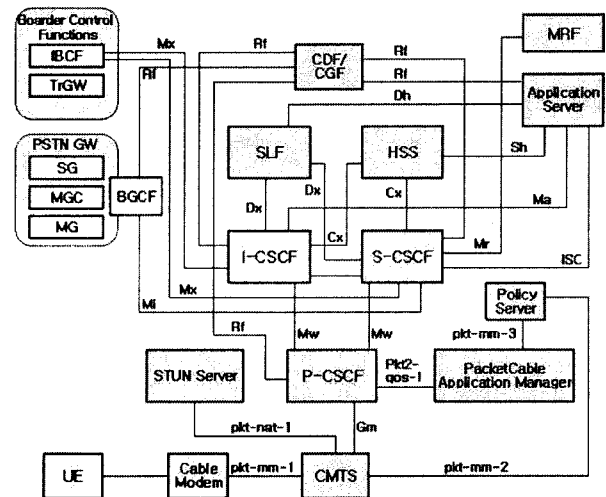 Boarder Control
Functions
IBCF
TrGW
Mx
Rf
Rf
CDF/
CGF
Rf
Rf
Dh
MRF
Application
Server
PSTN GW
SG
MGC
MG
BGCF
SLF
HSS
Sh
Dx
Dx
Cx
Cx
Ma
Mr
ISC
I-CSCF
S-CSCF
Mx
Mi
Rf
Mw
Mw
Policy
Server
pkt-mm-3
STUN Server
P-CSCF
Pkt2-
qos-1
PacketCable
Application Manager
pkt-nat-1
Gm
UE
Cable
Modem
pkt-mm-1
CMTS
pkt-mm-2